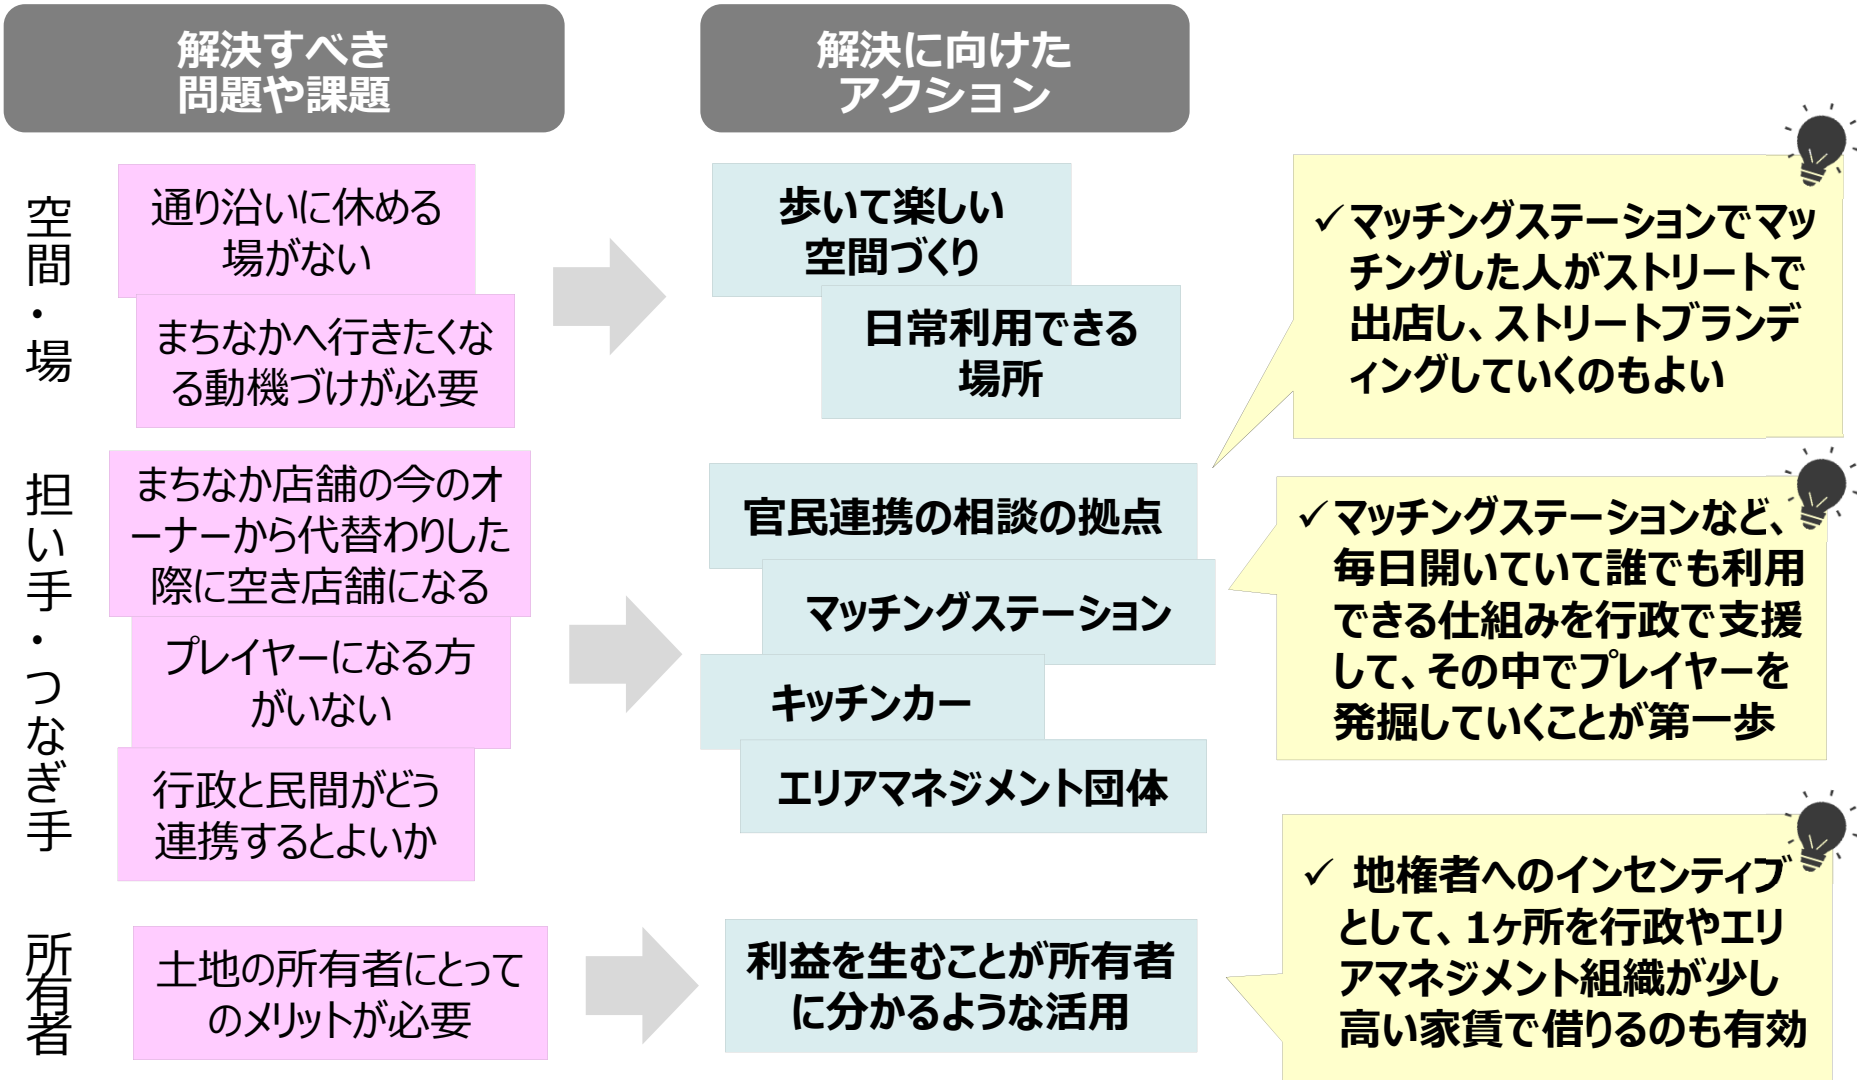 解決すべき
問題や課題
解決に向けた
アクション
空間・場
通り沿いに休める
場がない
まちなかへ行きたくな
る動機づけが必要
歩いて楽しい
空間づくり
日常利用できる
場所
✓マッチングステーションでマッ
チングした人がストリートで
出店し、ストリートブランデ
ィングしていくのもよい
担い手・つなぎ手
まちなか店舗の今のオ
ーナーから代替わりした
際に空き店舗になる
プレイヤーになる方
がいない
行政と民間がどう
連携するとよいか
官民連携の相談の拠点
マッチングステーション
キッチンカー
エリアマネジメント団体
✓マッチングステーションなど、
毎日開いていて誰でも利用
できる仕組みを行政で支援
して、その中でプレイヤーを
発掘していくことが第一歩
所有者
土地の所有者にとって
のメリットが必要
利益を生むことが所有者
に分かるような活用
✓ 地権者へのインセンティブ
として、1ヶ所を行政やエリ
アマネジメント組織が少し
高い家賃で借りるのも有効